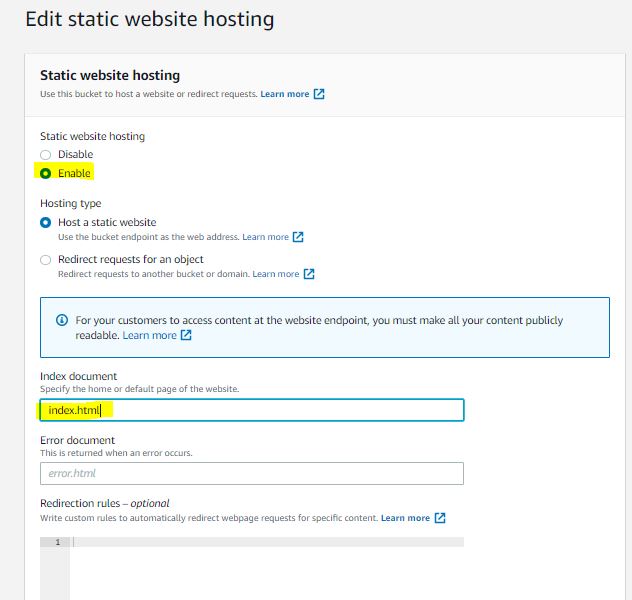 Edit static website hosting
Static website hosting
Use this bucket to host a website or redirect requests. Learn more
Static website hosting
Disable
Enable
Hosting type
Host a static website
Use the bucket endpoint as the web address. Learn more
Redirect requests for an object
Redirect requests to another bucket or domain. Learn more
For your customers to access content at the website endpoint, you must make all your content publicly
readable. Learn more
Index document
Specify the home or default page of the website.
index.html
Error document
This is returned when an error occurs.
error.html
Redirection rules – optional
Write custom rules to automatically redirect webpage requests for specific content. Learn more
1